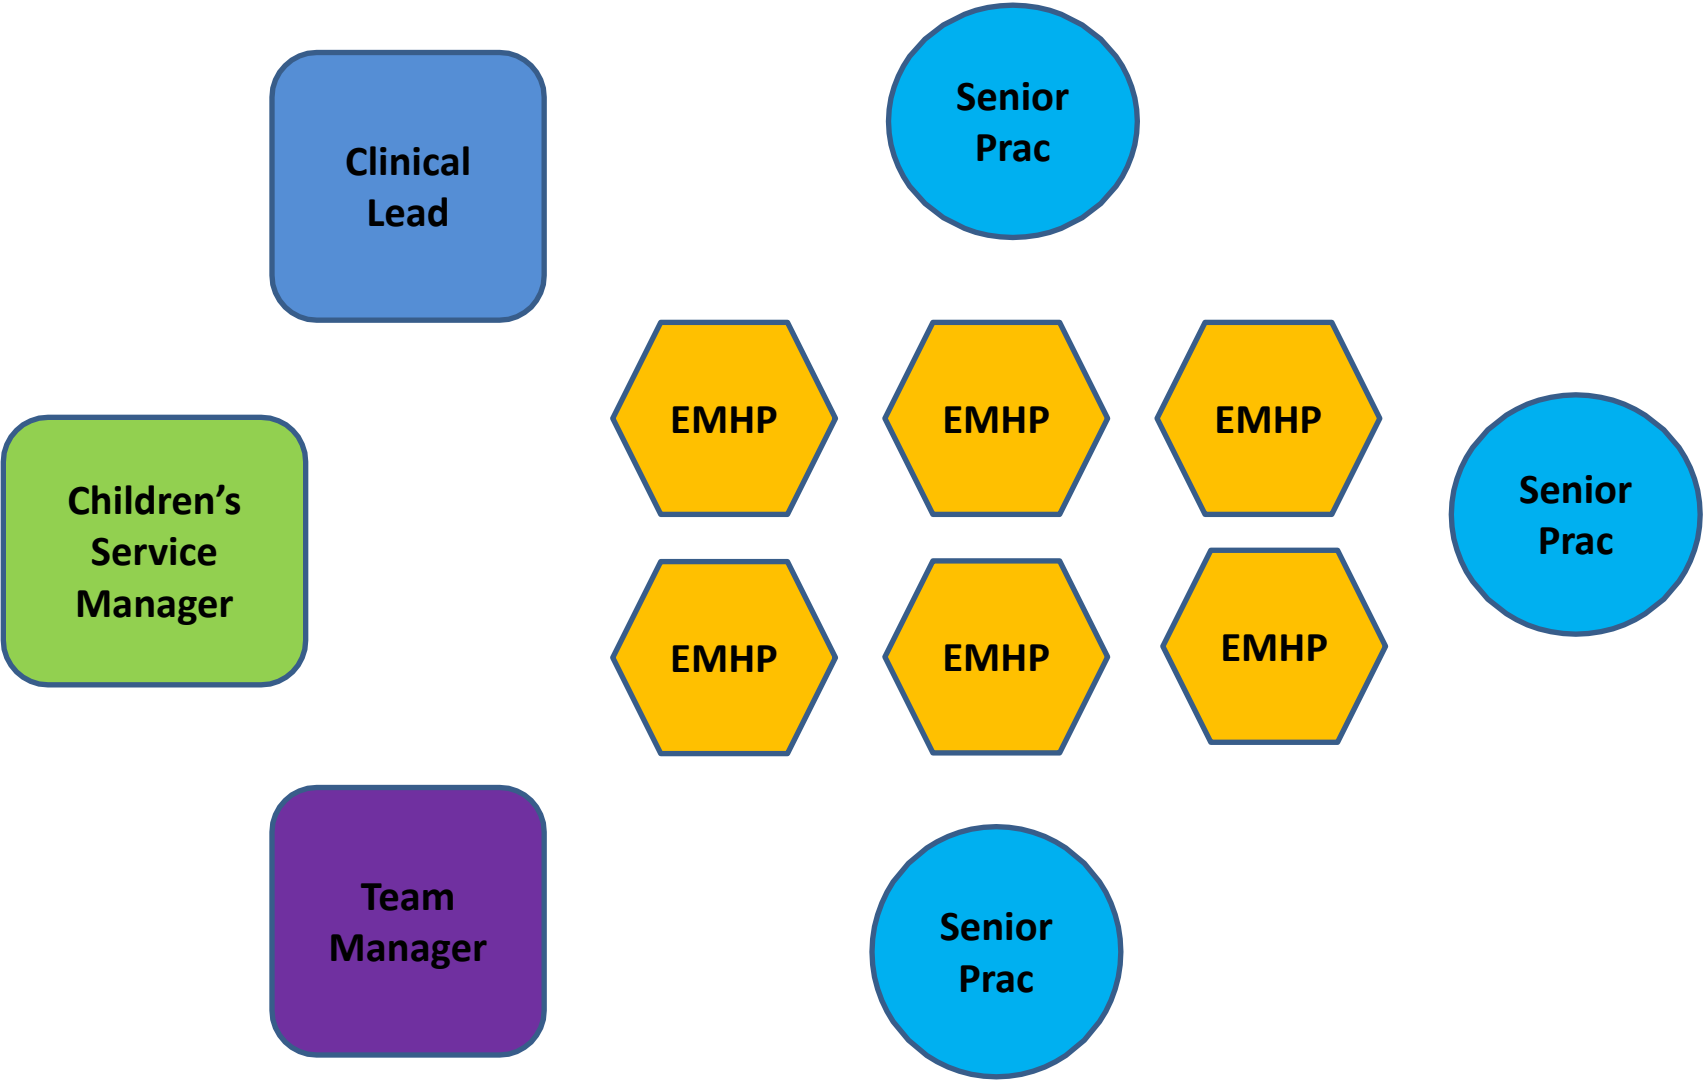 Senior
Prac
Clinical
Lead
EMHP
EMHP
EMHP
Children’s
Service
Manager
Senior
Prac
EMHP
EMHP
EMHP
Team
Manager
Senior
Prac